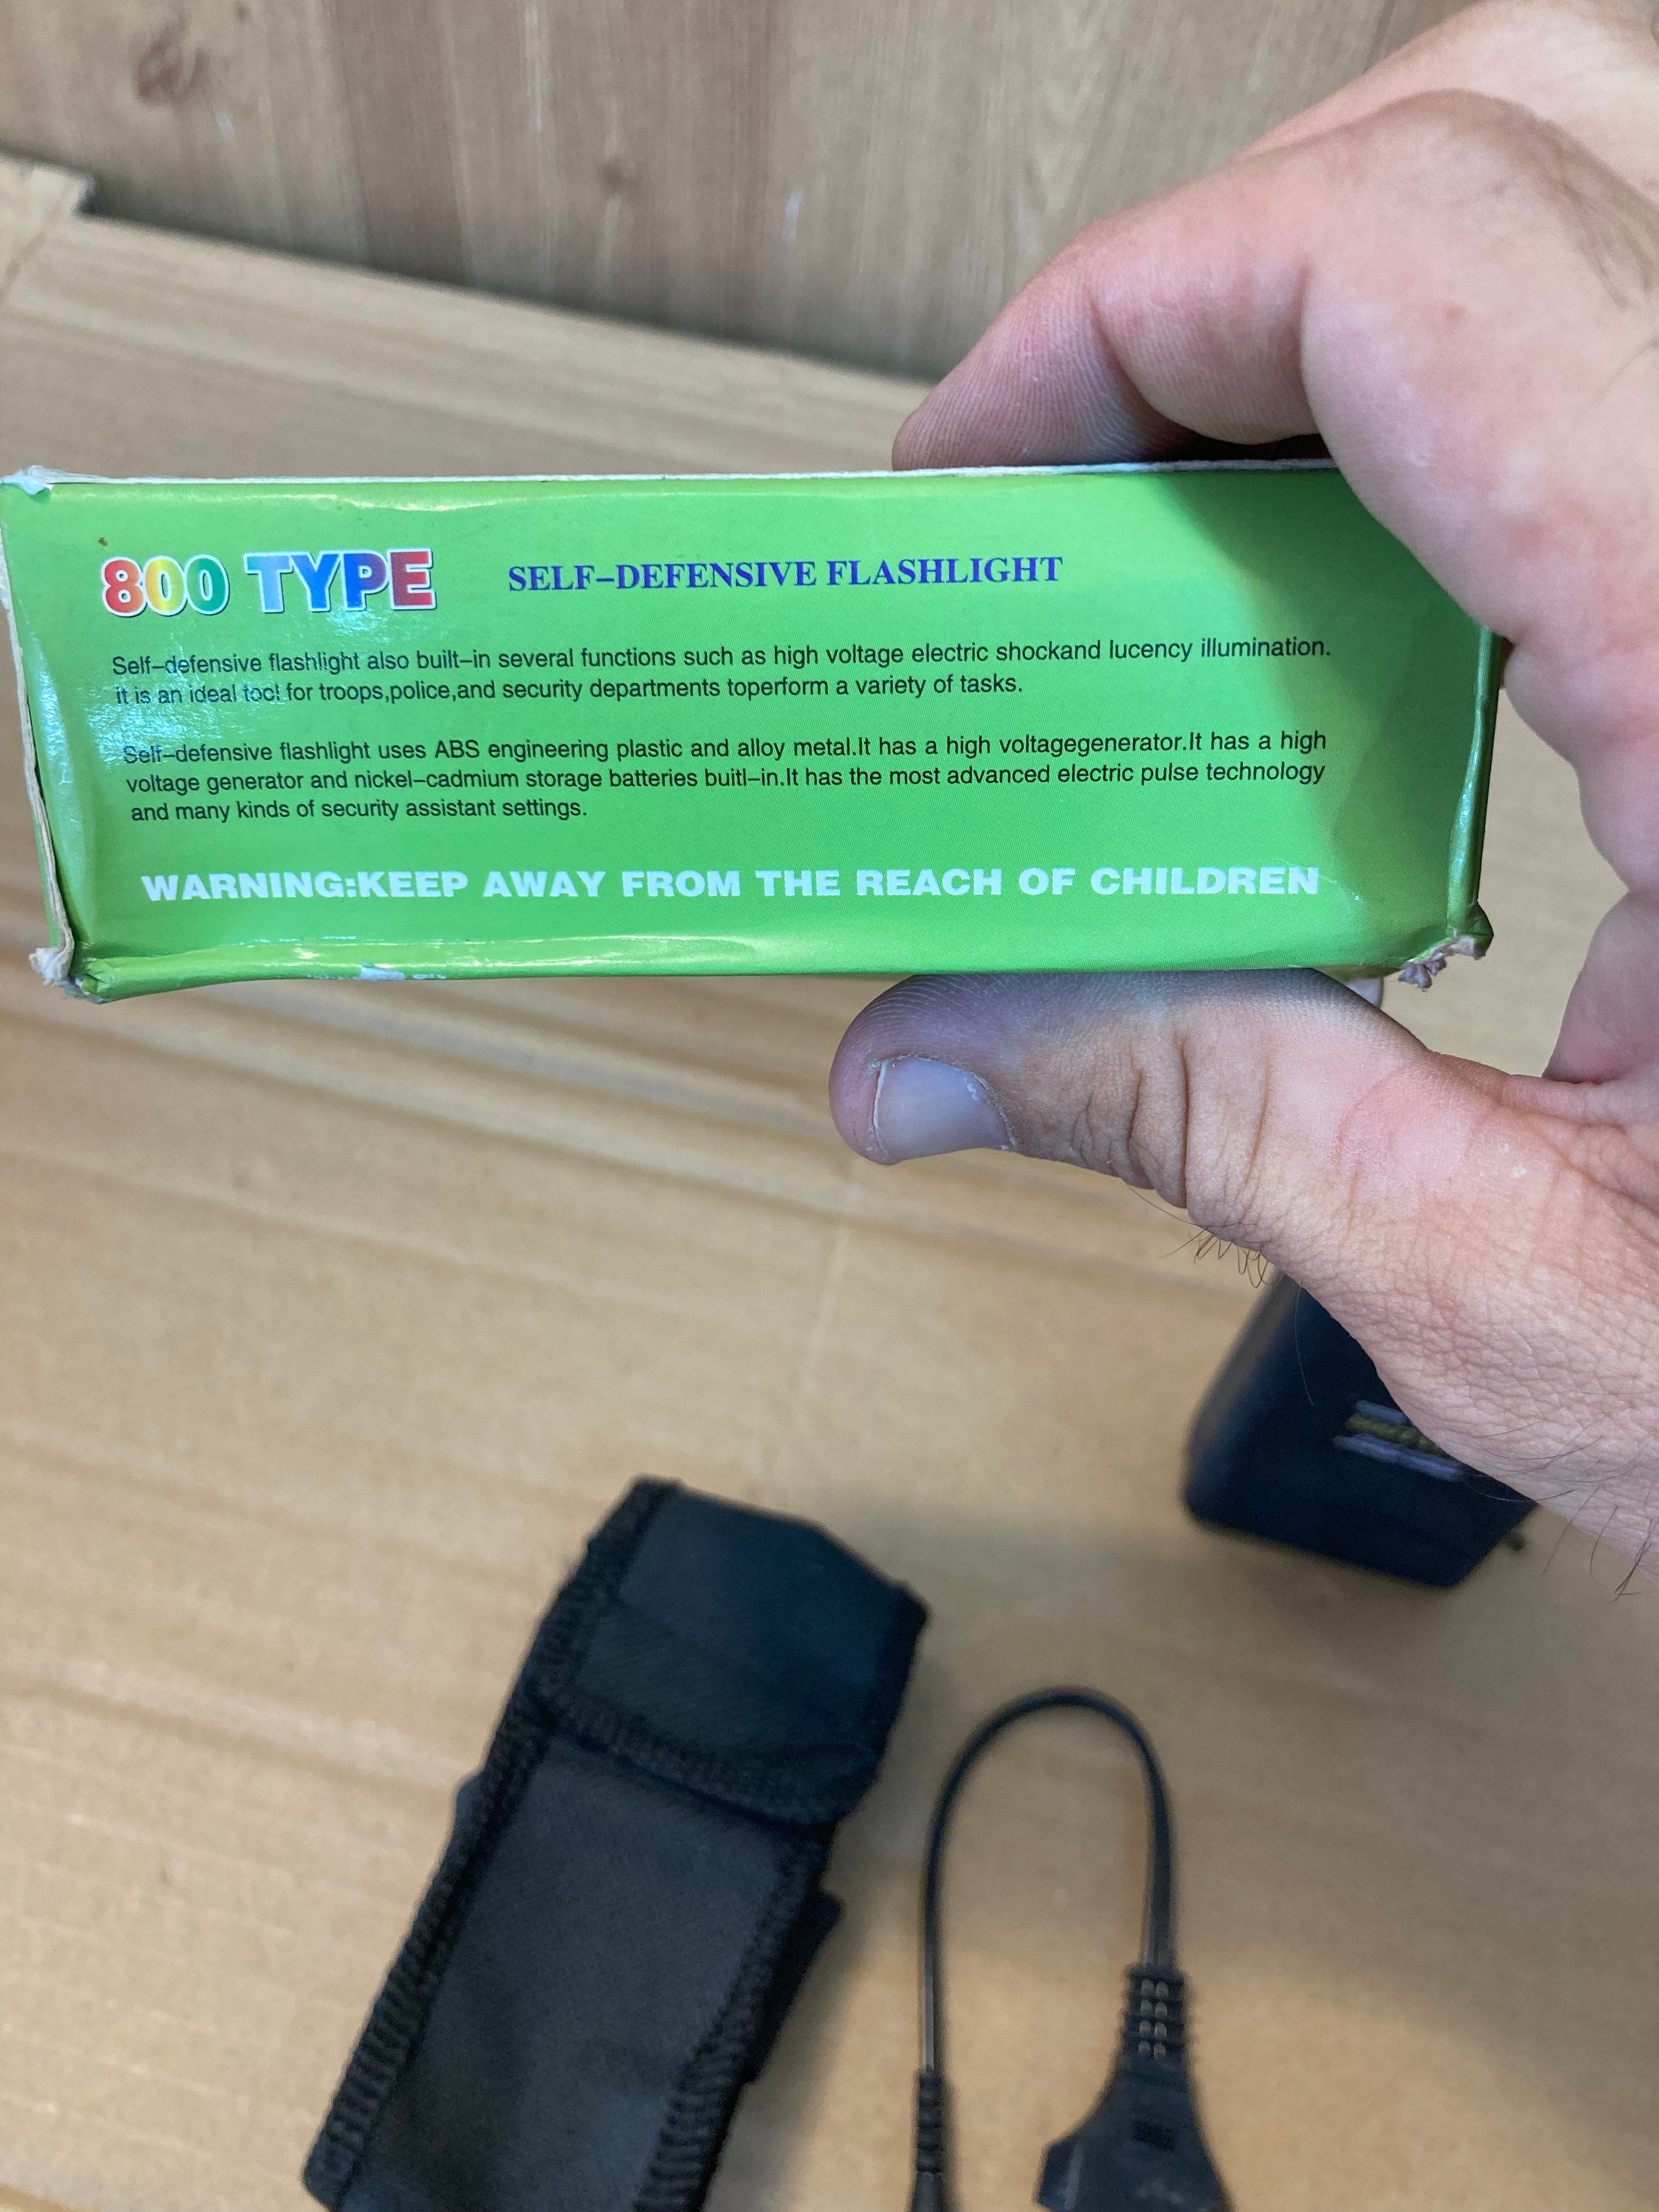 800 TYPE SELF-DEFENSIVE FLASHLIGHT
Self-defensive flashlight also built-in several functions such as high voltage electric shockand lucency illumination.
it is an ideal tool for troops,police,and security departments toperform a variety of tasks.
Self-defensive flashlight uses ABS engineering plastic and alloy metal.It has a high voltagegenerator.It has a high
voltage generator and nickel-cadmium storage batteries buitl-in.It has the most advanced electric pulse technology
and many kinds of security assistant settings.
WARNING:KEEP AWAY FROM THE REACH OF CHILDREN